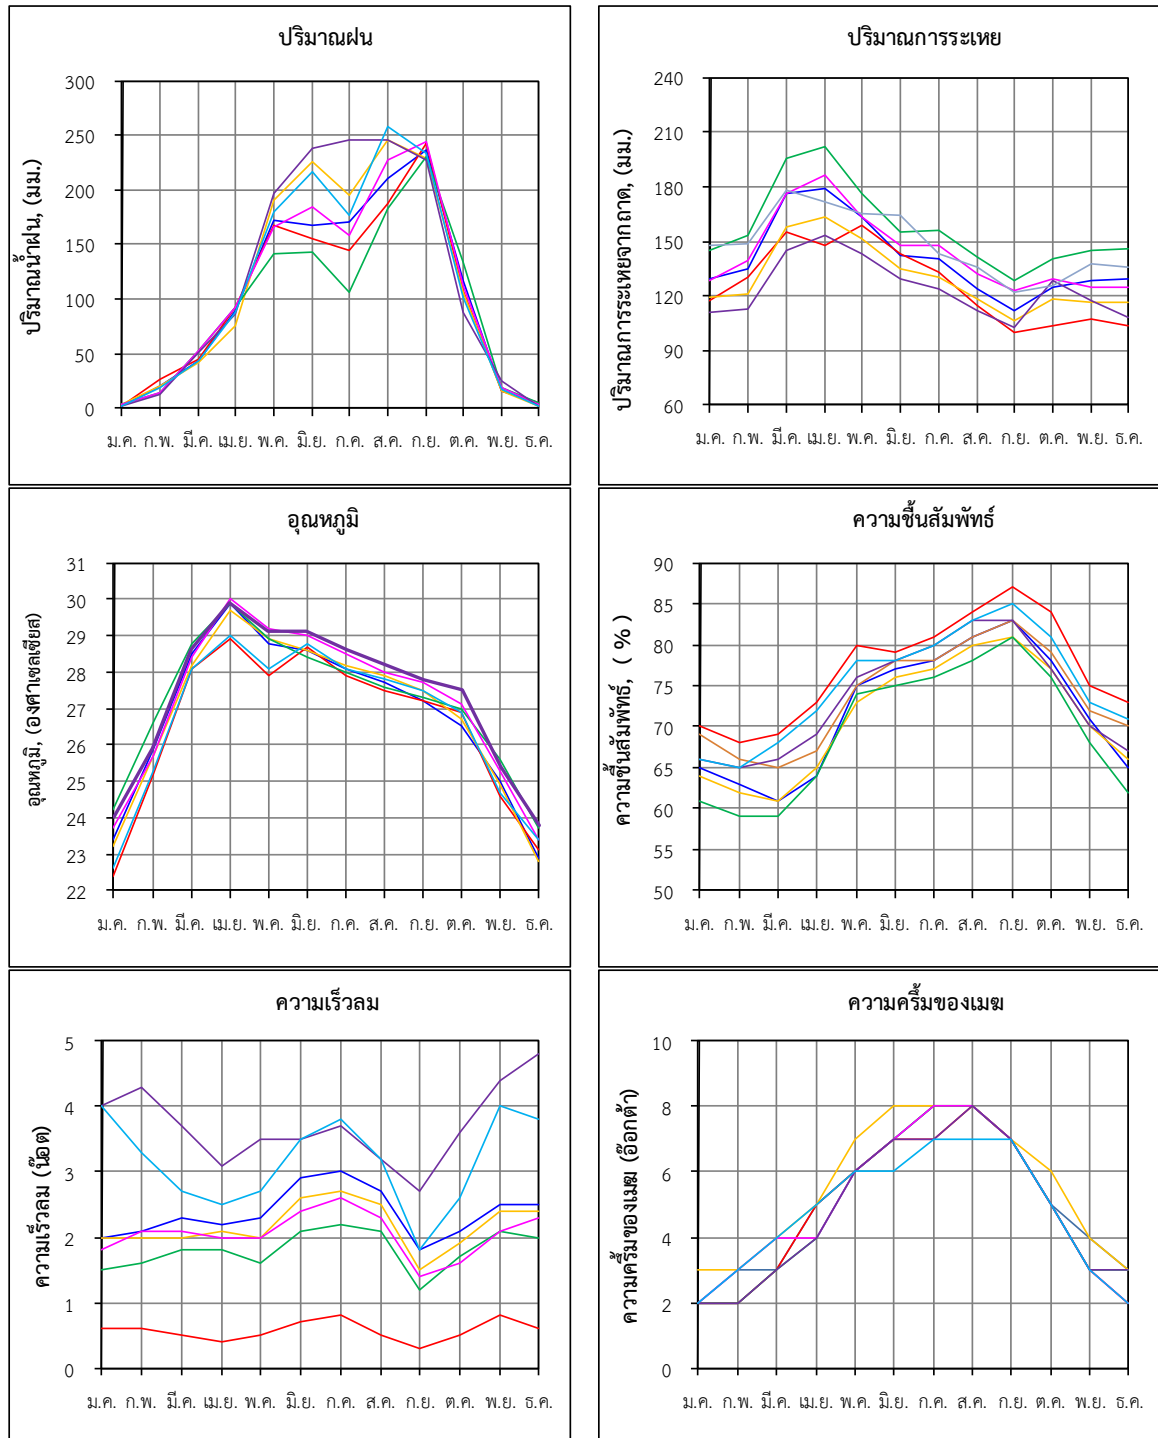 ปริมาณฝน
ปริมาณน้ำฝน, (มม.)
300
250
200
150
100
50
0
ม.ค. ก.พ. มี.ค. เม.ย. พ.ค. มิ.ย. ก.ค. ส.ค. ก.ย. ต.ค. พ.ย. ธ.ค.
ปริมาณการระเหย
ปริมาณการระเหยจากถาด, (มม.)
240
210
180
150
120
90
60
ม.ค. ก.พ. มี.ค. เม.ย. พ.ค. มิ.ย. ก.ค. ส.ค. ก.ย. ต.ค. พ.ย. ธ.ค.
อุณหภูมิ
อุณหภูมิ, (องศาเซลเซียส)
31
30
29
28
27
26
25
24
23
22
ม.ค. ก.พ. มี.ค. เม.ย. พ.ค. มิ.ย. ก.ค. ส.ค. ก.ย. ต.ค. พ.ย. ธ.ค.
ความชื้นสัมพัทธ์
ความชื้นสัมพัทธ์, ( % )
90
85
80
75
70
65
60
55
50
ม.ค. ก.พ. มี.ค. เม.ย. พ.ค. มิ.ย. ก.ค. ส.ค. ก.ย. ต.ค. พ.ย. ธ.ค.
ความเร็วลม
ความเร็วลม (น๊อต)
5
4
3
2
1
0
ม.ค. ก.พ. มี.ค. เม.ย. พ.ค. มิ.ย. ก.ค. ส.ค. ก.ย. ต.ค. พ.ย. ธ.ค.
ความครึ้มของเมฆ
ความครึ้มของเมฆ (อ๊อกต้า)
10
8
6
4
2
0
ม.ค. ก.พ. มี.ค. เม.ย. พ.ค. มิ.ย. ก.ค. ส.ค. ก.ย. ต.ค. พ.ย. ธ.ค.